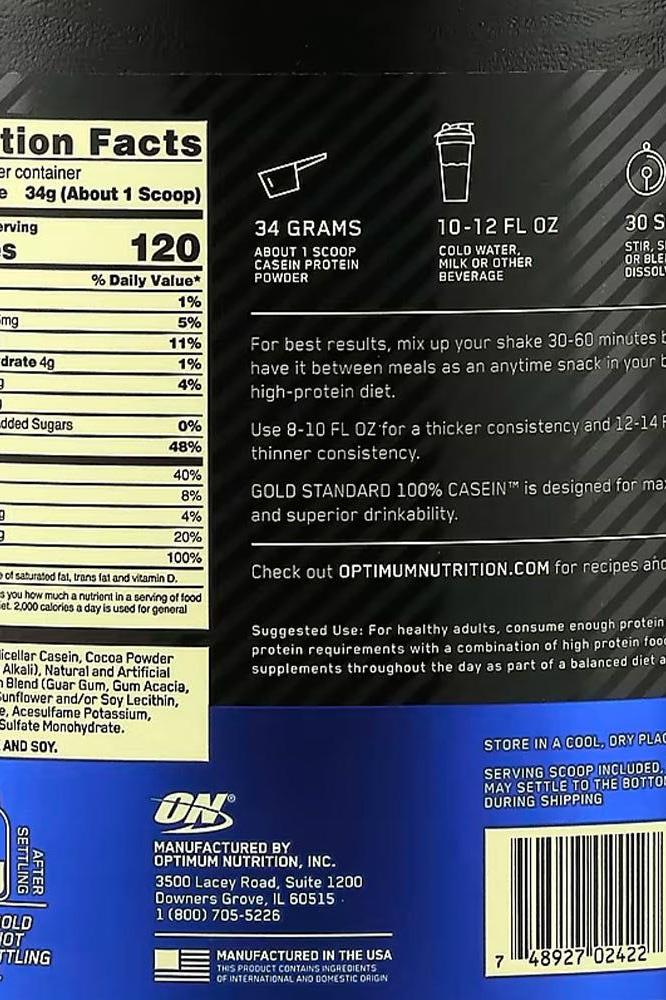 tion Facts
er container
e 34g (About 1 Scoop)
erving
s 120
% Daily Value*
1%
mg 5%
11%
drate 4g 1%
g 4%
dded Sugars 0%
48%
40%
8%
g 4%
g 20%
100%
e of saturated fat, trans fat and vitamin D.
s you how much a nutrient in a serving of food
et. 2,000 calories a day is used for general
icellar Casein, Cocoa Powder
Alkali), Natural and Artificial
n Blend (Guar Gum, Gum Acacia,
Sunflower and/or Soy Lecithin,
e, Acesulfame Potassium,
Sulfate Monohydrate.
AND SOY.
AFTER
SETTLING
OLD
OT
TTLING
34 GRAMS
ABOUT 1 SCOOP
CASEIN PROTEIN
POWDER
10-12 FL OZ
COLD WATER,
MILK OR OTHER
BEVERAGE
30 S
STIR, S
OR BLE
DISSOL
For best results, mix up your shake 30-60 minutes b
have it between meals as an anytime snack in your b
high-protein diet.
Use 8-10 FL OZ for a thicker consistency and 12-14 F
thinner consistency.
GOLD STANDARD 100% CASEIN™ is designed for ma
and superior drinkability.
Check out OPTIMUMNUTRITION.COM for recipes and
Suggested Use: For healthy adults, consume enough protein
protein requirements with a combination of high protein foo
supplements throughout the day as part of a balanced diet a
ON®
MANUFACTURED BY
OPTIMUM NUTRITION, INC.
3500 Lacey Road, Suite 1200
Downers Grove, IL 60515
1 (800) 705-5226
MANUFACTURED IN THE USA
THIS PRODUCT CONTAINS INGREDIENTS
OF INTERNATIONAL AND DOMESTIC ORIGIN
STORE IN A COOL, DRY PLAC
SERVING SCOOP INCLUDED,
MAY SETTLE TO THE BOTTO
DURING SHIPPING
7 48927 02422